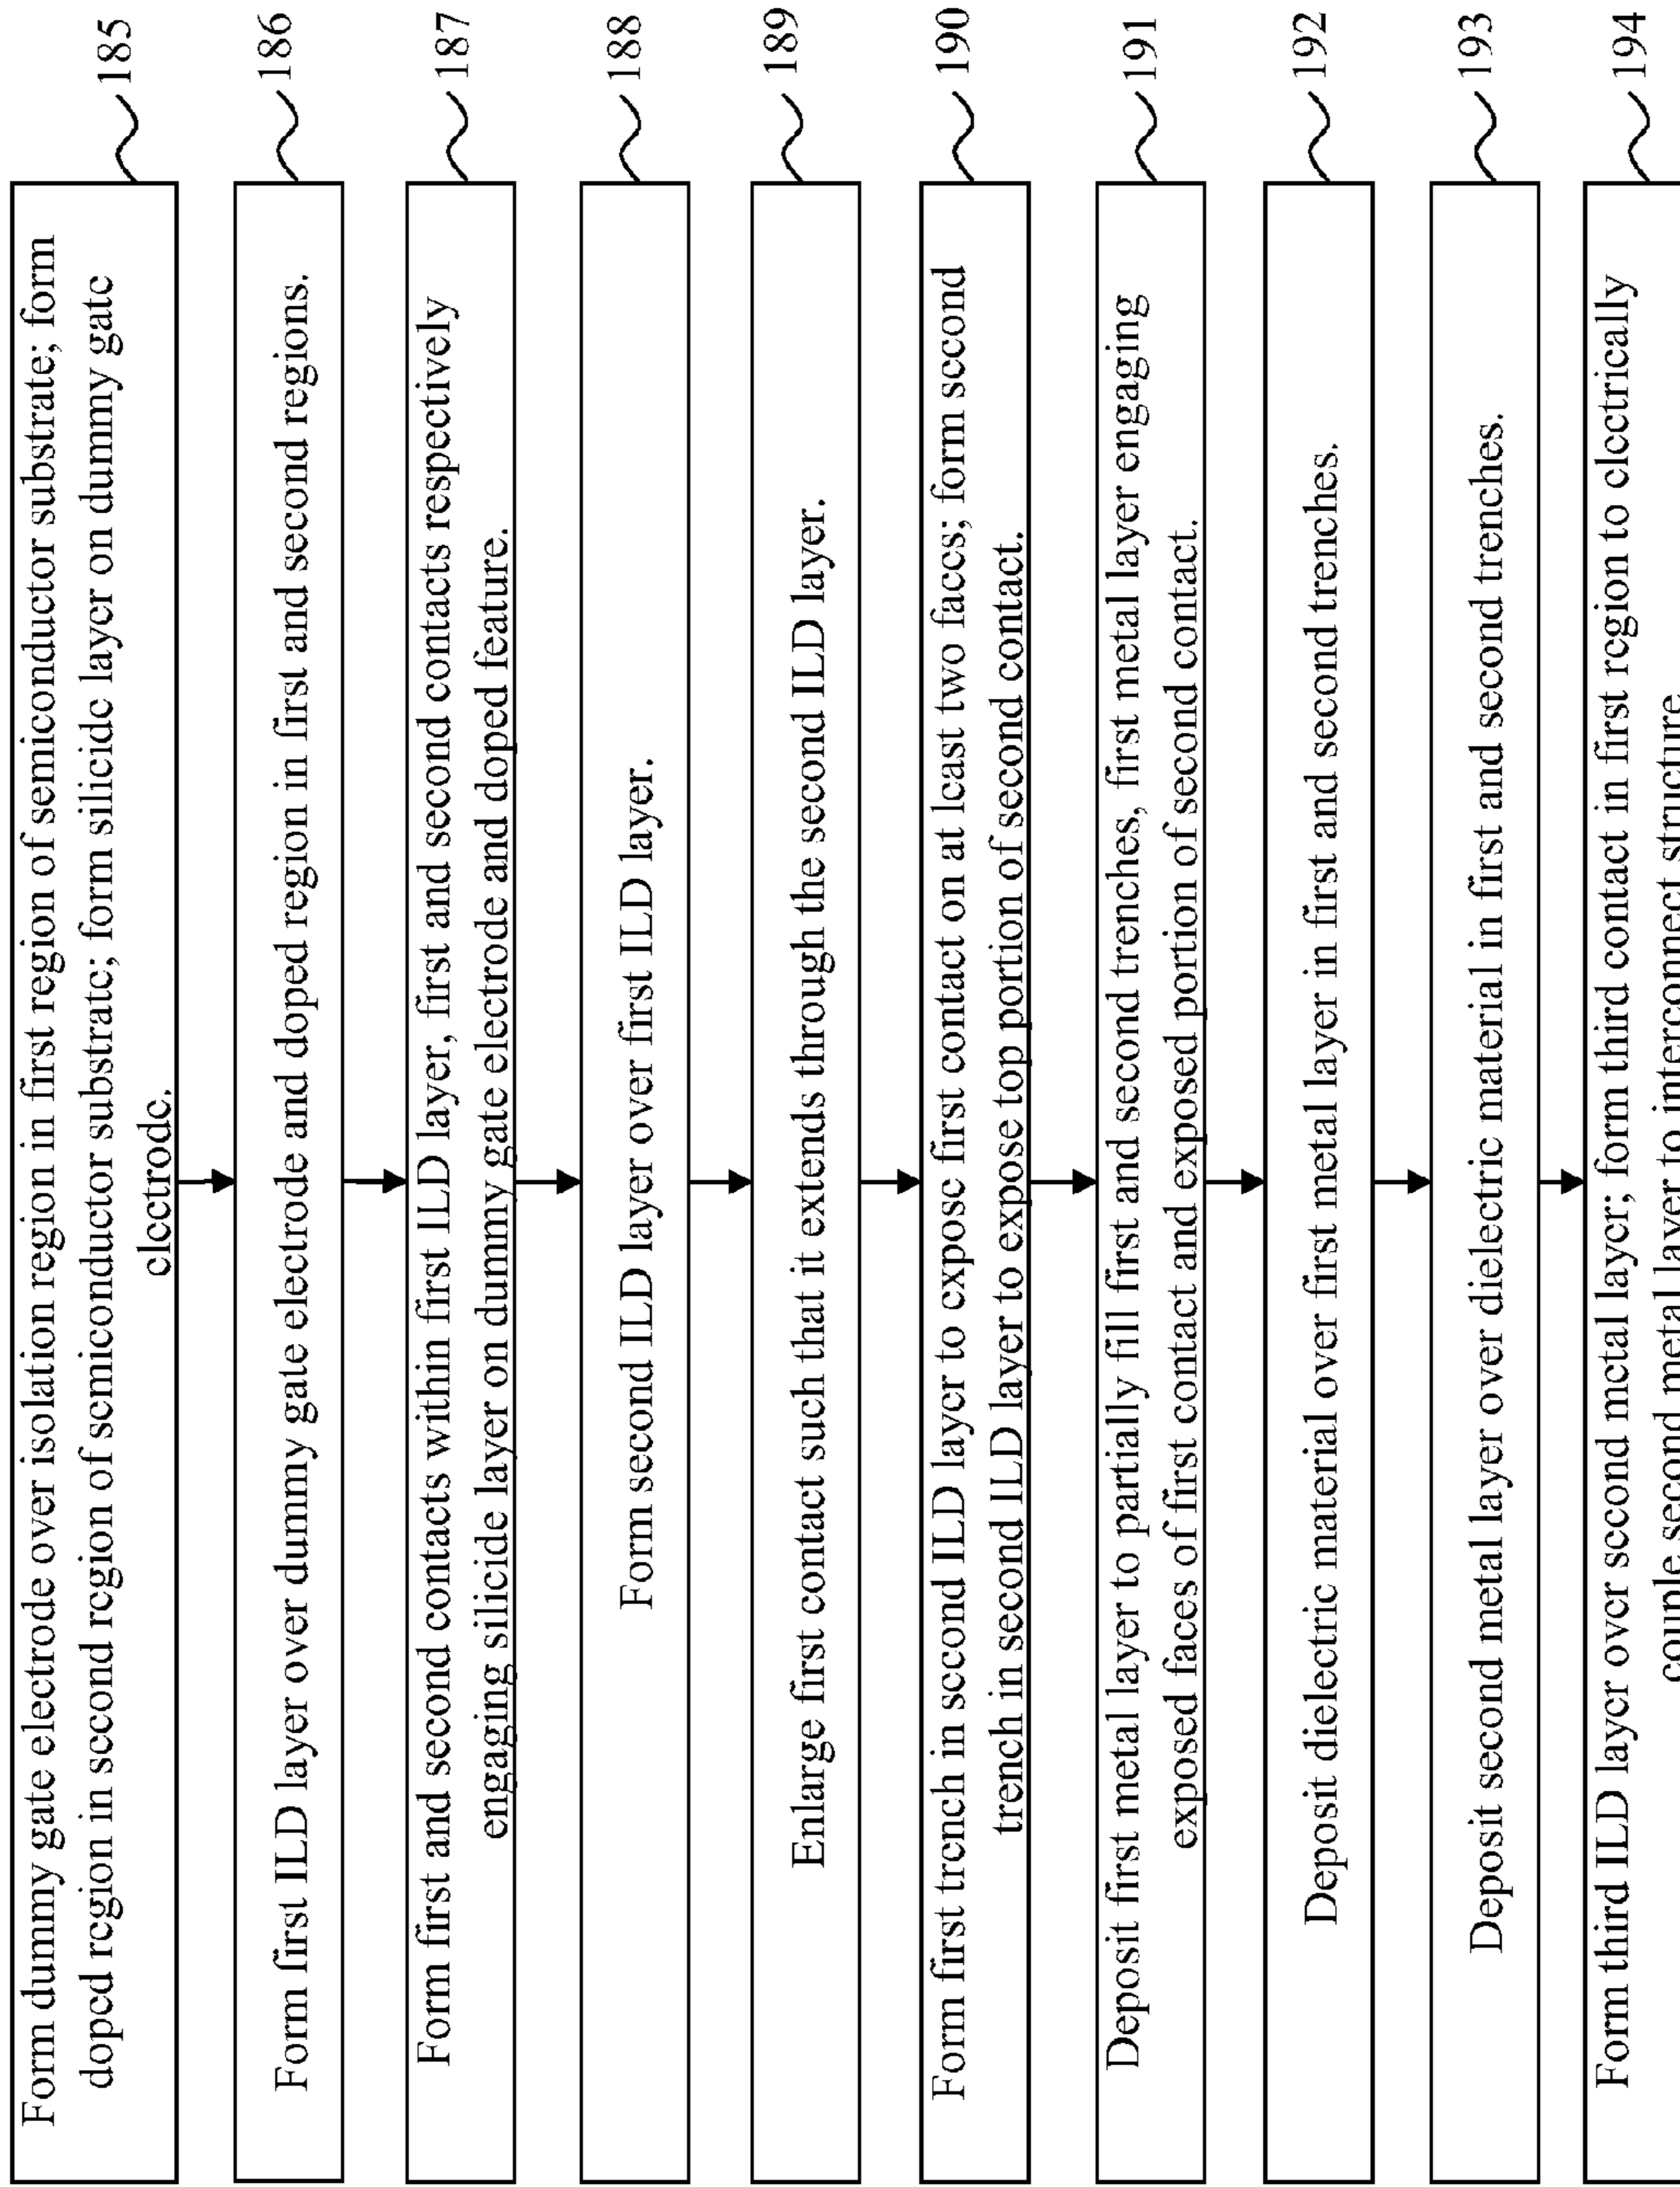 Form dummy gate electrode over isolation region in first region of semiconductor substrate; form
doped region in second region of semiconductor substrate; form silicide layer on dummy gate
electrode.
185
Form first ILD layer over dummy gate electrode and doped region in first and second regions.
186
Form first and second contacts within first ILD layer, first and second contacts respectively
engaging silicide layer on dummy gate electrode and doped feature.
187
Form second ILD layer over first ILD layer.
188
Enlarge first contact such that it extends through the second ILD layer.
189
Form first trench in second ILD layer to expose first contact on at least two faces; form second
trench in second ILD layer to expose top portion of second contact.
190
Deposit first metal layer to partially fill first and second trenches, first metal layer engaging
exposed faces of first contact and exposed portion of second contact.
191
Deposit dielectric material over first metal layer in first and second trenches.
192
Deposit second metal layer over dielectric material in first and second trenches.
193
Form third ILD layer over second metal layer; form third contact in first region to electrically
couple second metal layer to interconnect structure
194